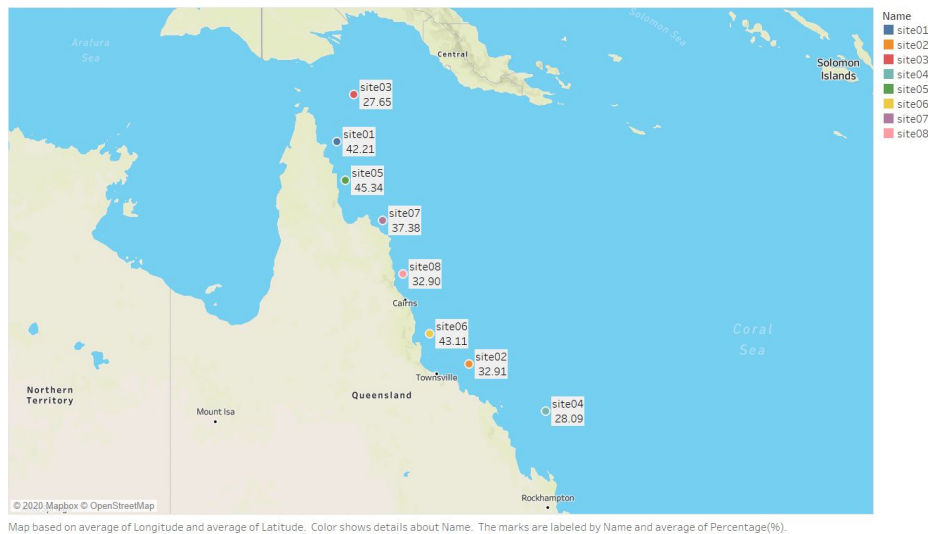 Name
site01
site02
site03
site04
site05
site06
site07
site08
Arafura
Sea
Solomon Sea
Central
Solomon
Islands
site03
27.65
site01
42.21
site05
45.34
site07
37.38
site08
32.90
Cairns
site06
43.11
Coral
Sea
site02
32.91
Townsville
Northern
Territory
Queensland
site04
28.09
Mount Isa
Rockhampton
© 2020 Mapbox © OpenStreetMap
Map based on average of Longitude and average of Latitude. Color shows details about Name. The marks are labeled by Name and average of Percentage(%).